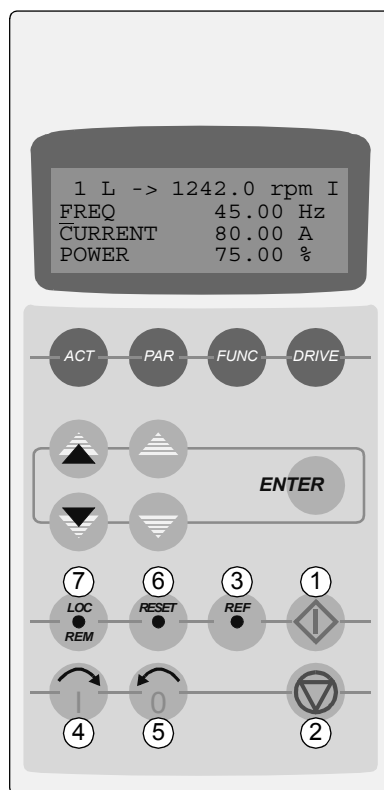 1 L -> 1242.0 rpm I
FREQ 45.00 Hz
CURRENT 80.00 A
POWER 75.00 %
ACT PAR FUNC DRIVE
ENTER
7 6 3 1
LOC RESET REF
REM
I 0
4 5 2